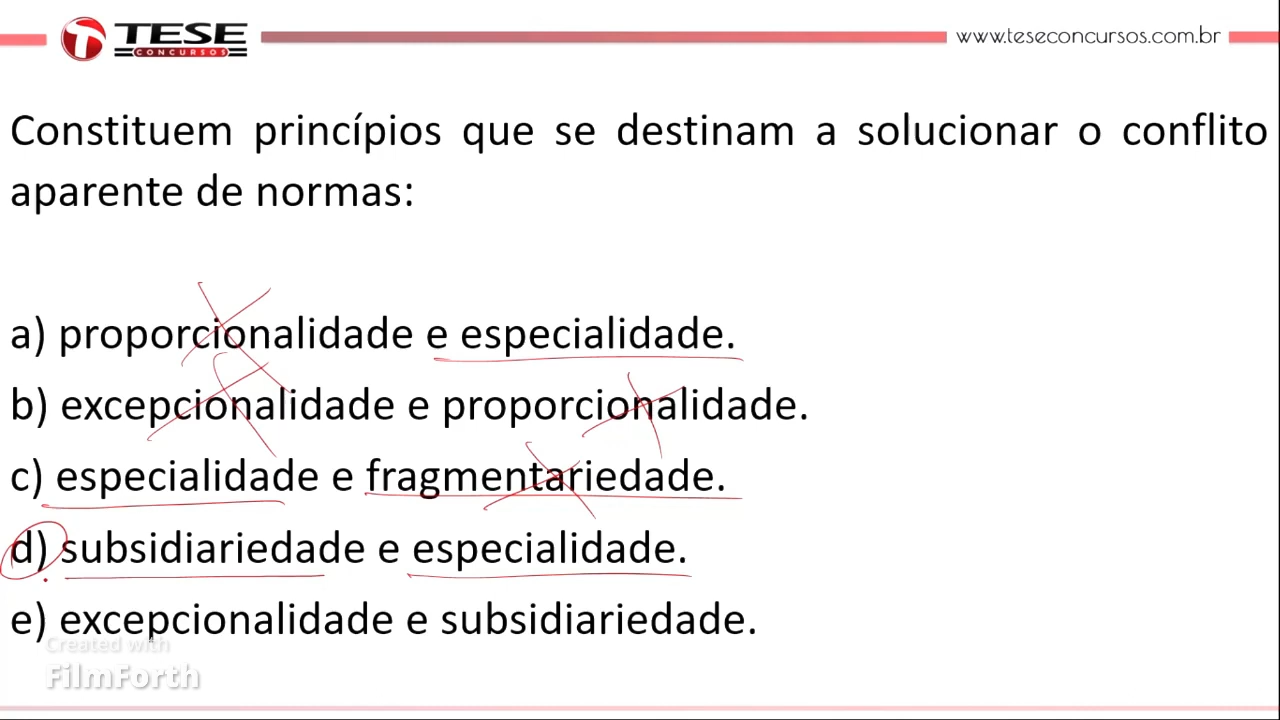 TESE
CONCURSOS
www.teseconcursos.com.br
Constituem princípios que se destinam a solucionar o conflito
aparente de normas:
a) proporcionalidade e especialidade.
b) excepcionalidade e proporcionalidade.
c) especialidade e fragmentariedade.
d) subsidiariedade e especialidade.
e) excepcionalidade e subsidiariedade.
Created with
FilmForth